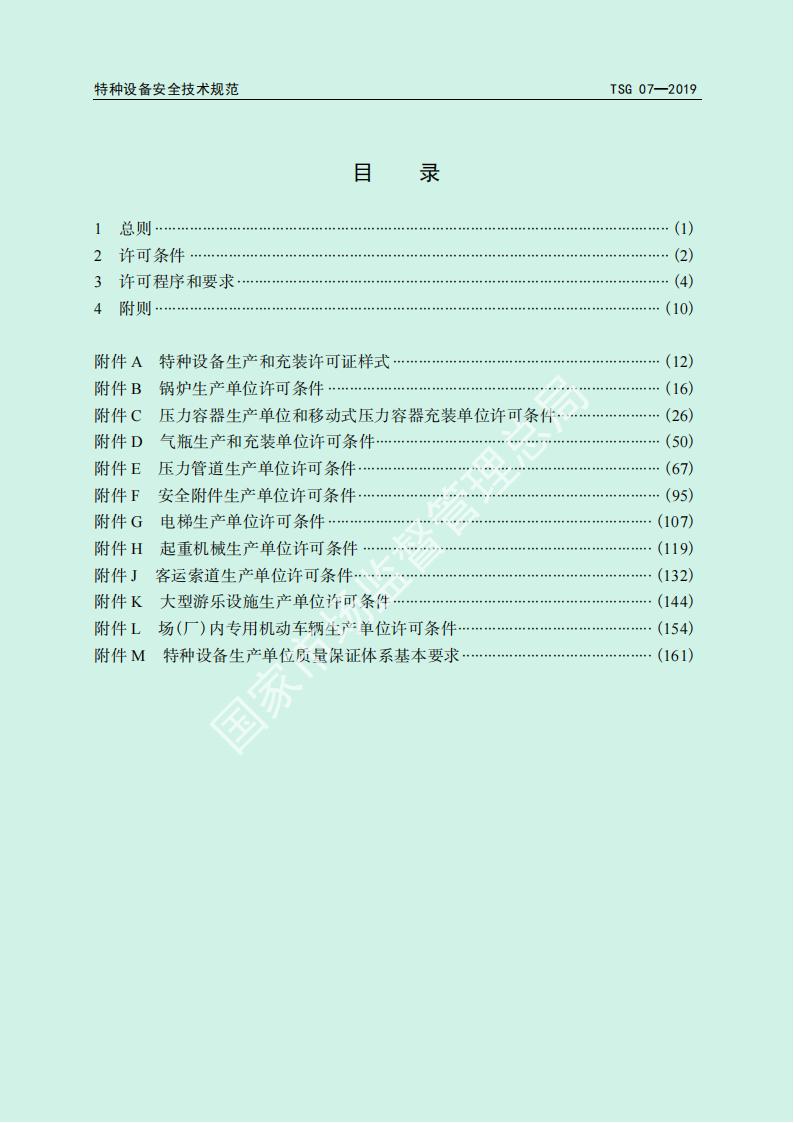 特种设备安全技术规范 TSG 07—2019
目 录
1 总则……………………………………………………(1)
2 许可条件……………………………………………………(2)
3 许可程序和要求……………………………………………………(4)
4 附则……………………………………………………(10)
附件 A 特种设备生产和充装许可证样式……………………………………(12)
附件 B 锅炉生产单位许可条件……………………………………(16)
附件 C 压力容器生产单位和移动式压力容器充装单位许可条件……………(26)
附件 D 气瓶生产和充装单位许可条件……………………………………(50)
附件 E 压力管道生产单位许可条件……………………………………(67)
附件 F 安全附件生产单位许可条件……………………………………(95)
附件 G 电梯生产单位许可条件……………………………………(107)
附件 H 起重机械生产单位许可条件……………………………………(119)
附件 J 客运索道生产单位许可条件……………………………………(132)
附件 K 大型游乐设施生产单位许可条件……………………………………(144)
附件 L 场(厂)内专用机动车辆生产单位许可条件……………………………(154)
附件 M 特种设备生产单位质量保证体系基本要求……………………………(161)
国家市场监督管理总局